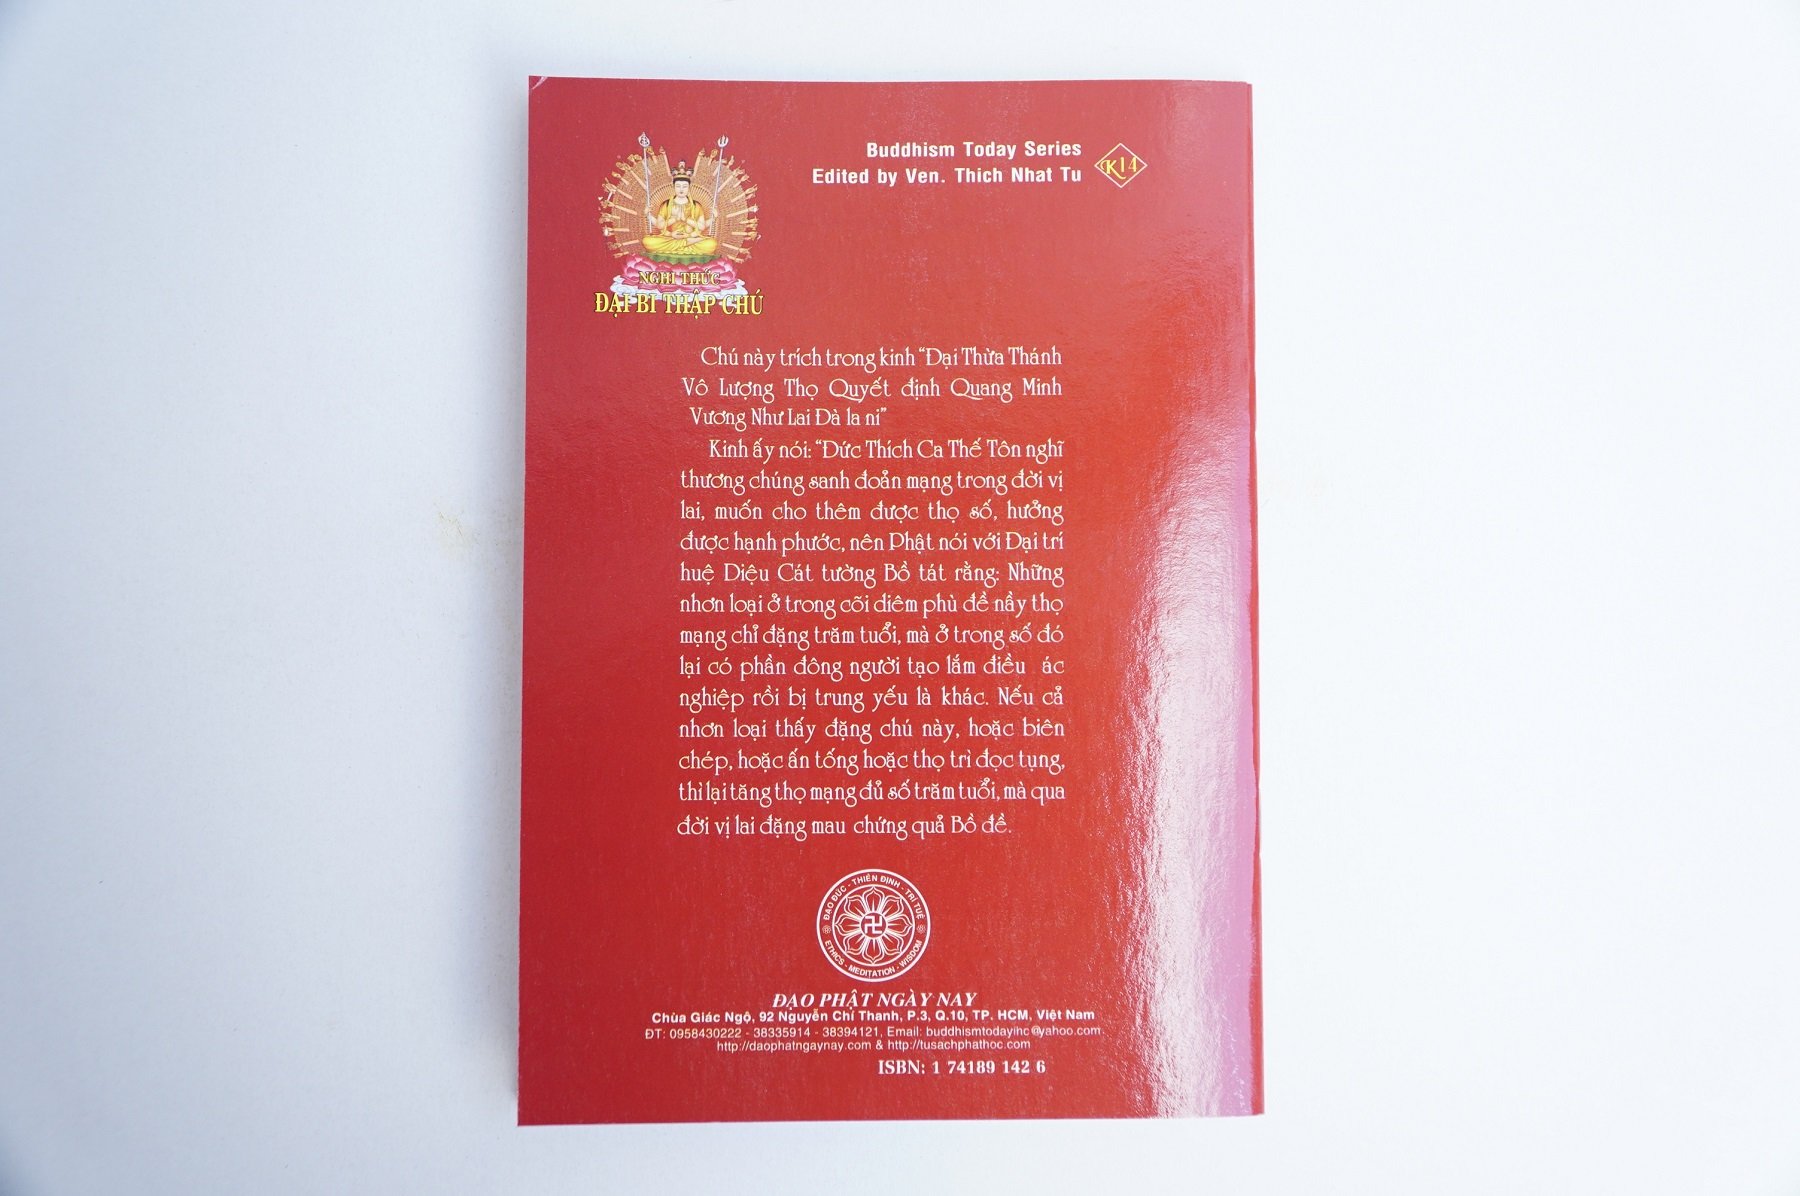 Buddhism Today Series
Edited by Ven. Thich Nhat Tu
K14
NGHI THỨC
ĐẠI BI THẬP CHÚ
Chú này trích trong kinh “Đại Thừa Thánh
Vô Lượng Thọ Quyết định Quang Minh
Vương Như Lai Đà la ni”
Kinh ấy nói: “Đức Thích Ca Thế Tôn nghĩ
thương chúng sanh đoản mạng trong đời vị
lai, muốn cho thêm được thọ số, hưởng
được hạnh phước, nên Phật nói với Đại trí
huệ Diệu Cát tường Bồ tát rằng: Những
nhơn loại ở trong cõi diêm phù đề nầy thọ
mạng chỉ đặng trăm tuổi, mà ở trong số đó
lại có phần đông người tạo lắm điều ác
nghiệp rồi bị trung yếu là khác. Nếu cả
nhơn loại thấy đặng chú này, hoặc biên
chép, hoặc ấn tống hoặc thọ trì đọc tụng,
thì lại tăng thọ mạng đủ số trăm tuổi, mà qua
đời vị lai đặng mau chứng quả Bồ đề.
ĐẠO ĐỨC - THIỀN ĐỊNH - TRÍ TUỆ
ETHICS - MEDITATION - WISDOM
ĐẠO PHẬT NGÀY NAY
Chùa Giác Ngộ, 92 Nguyễn Chí Thanh, P.3, Q.10, TP. HCM, Việt Nam
ĐT: 0958430222 - 38335914 - 38394121, Email: buddhismtodayihc@yahoo.com
http://daophatngaynay.com & http://tusachphathoc.com
ISBN: 1 74189 142 6